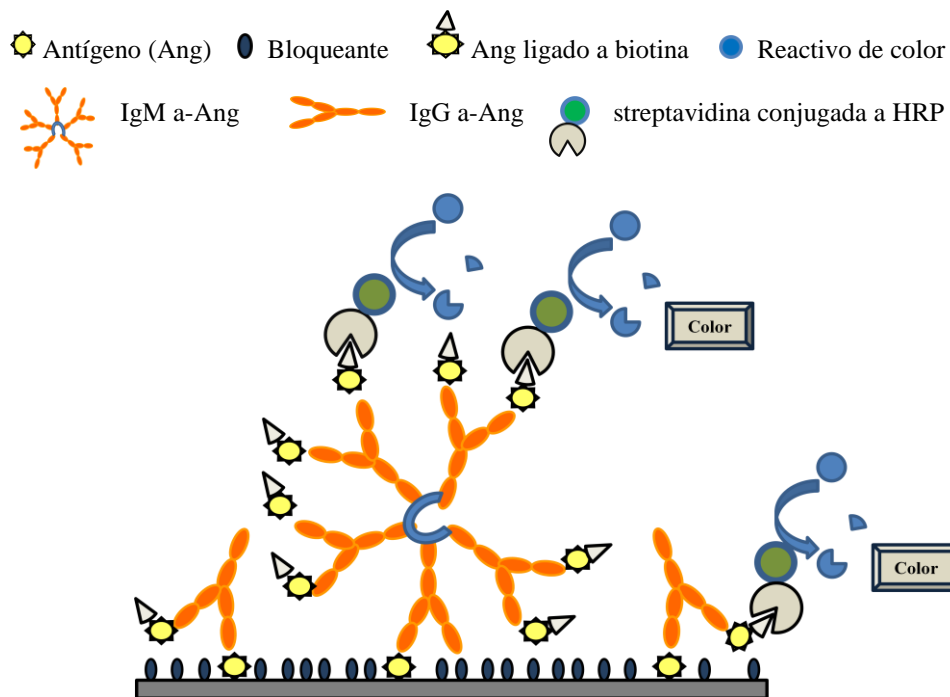 Antígeno (Ang) Bloqueante Ang ligado a biotina Reactivo de color
IgM a-Ang IgG a-Ang streptavidina conjugada a HRP
Color
Color